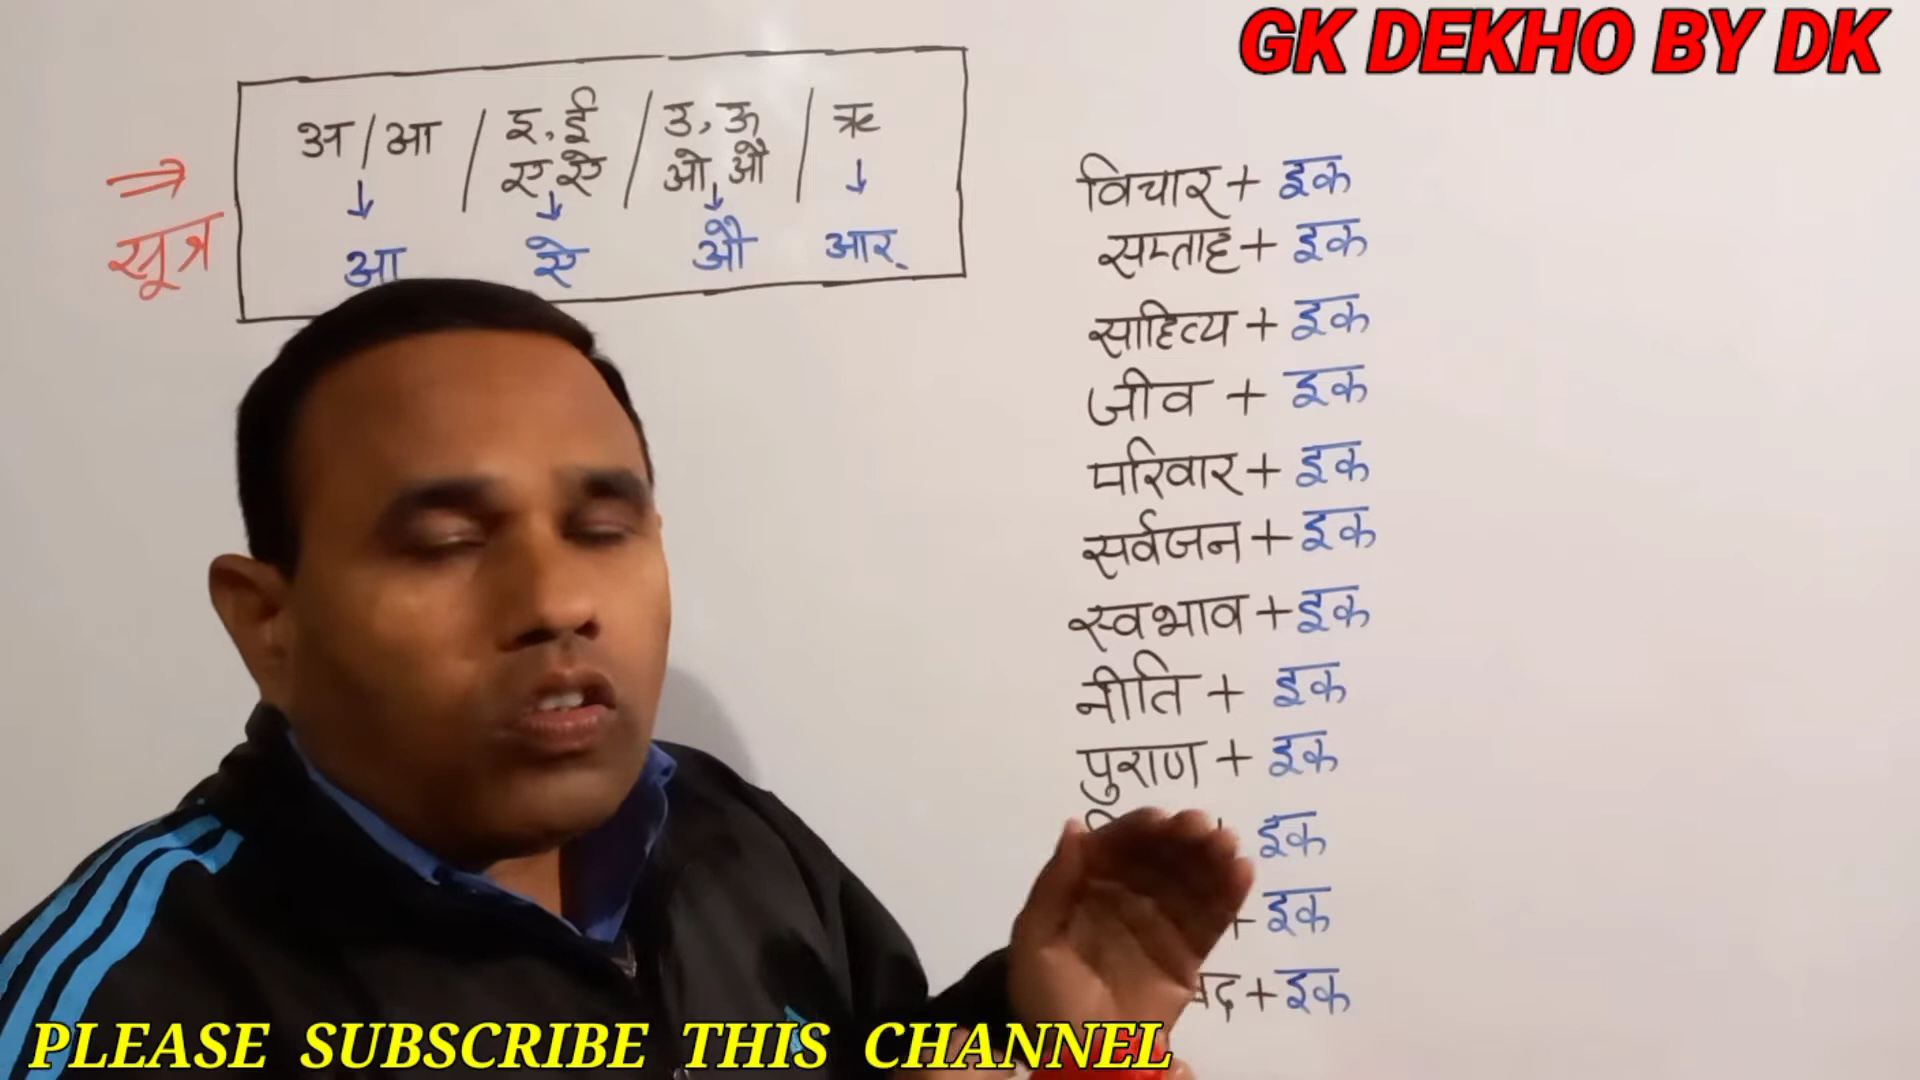 GK DEKHO BY DK
अ / आ / इ, ई / उ, ऊ / ऋ
ए, ऐ ओ, औ
↓ ↓ ↓ ↓
⇒ सूत्र
आ ऐ औ आर्
विचार + इक
सप्ताह + इक
साहित्य + इक
जीव + इक
परिवार + इक
सर्वजन + इक
स्वभाव + इक
नीति + इक
पुराण + इक
इक
+ इक
+ इक
PLEASE SUBSCRIBE THIS CHANNEL